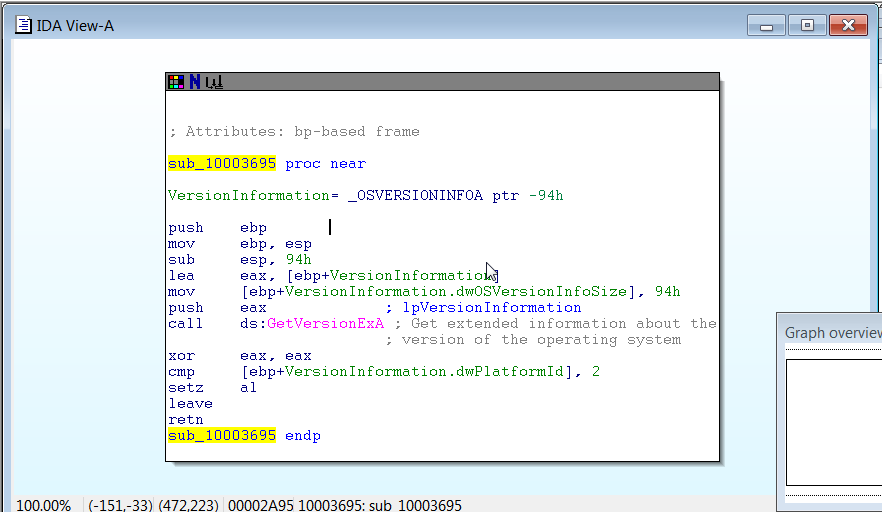 IDA View-A
; Attributes: bp-based frame
sub_10003695 proc near
VersionInformation= _OSVERSIONINFOA ptr -94h
push ebp
mov ebp, esp
sub esp, 94h
lea eax, [ebp+VersionInformation]
mov [ebp+VersionInformation.dwOSVersionInfoSize], 94h
push eax ; lpVersionInformation
call ds:GetVersionExA ; Get extended information about the
; version of the operating system
xor eax, eax
cmp [ebp+VersionInformation.dwPlatformId], 2
setz al
leave
retn
sub_10003695 endp
Graph overview
100.00% (-151,-33) (472,223) 00002A95 10003695: sub_10003695